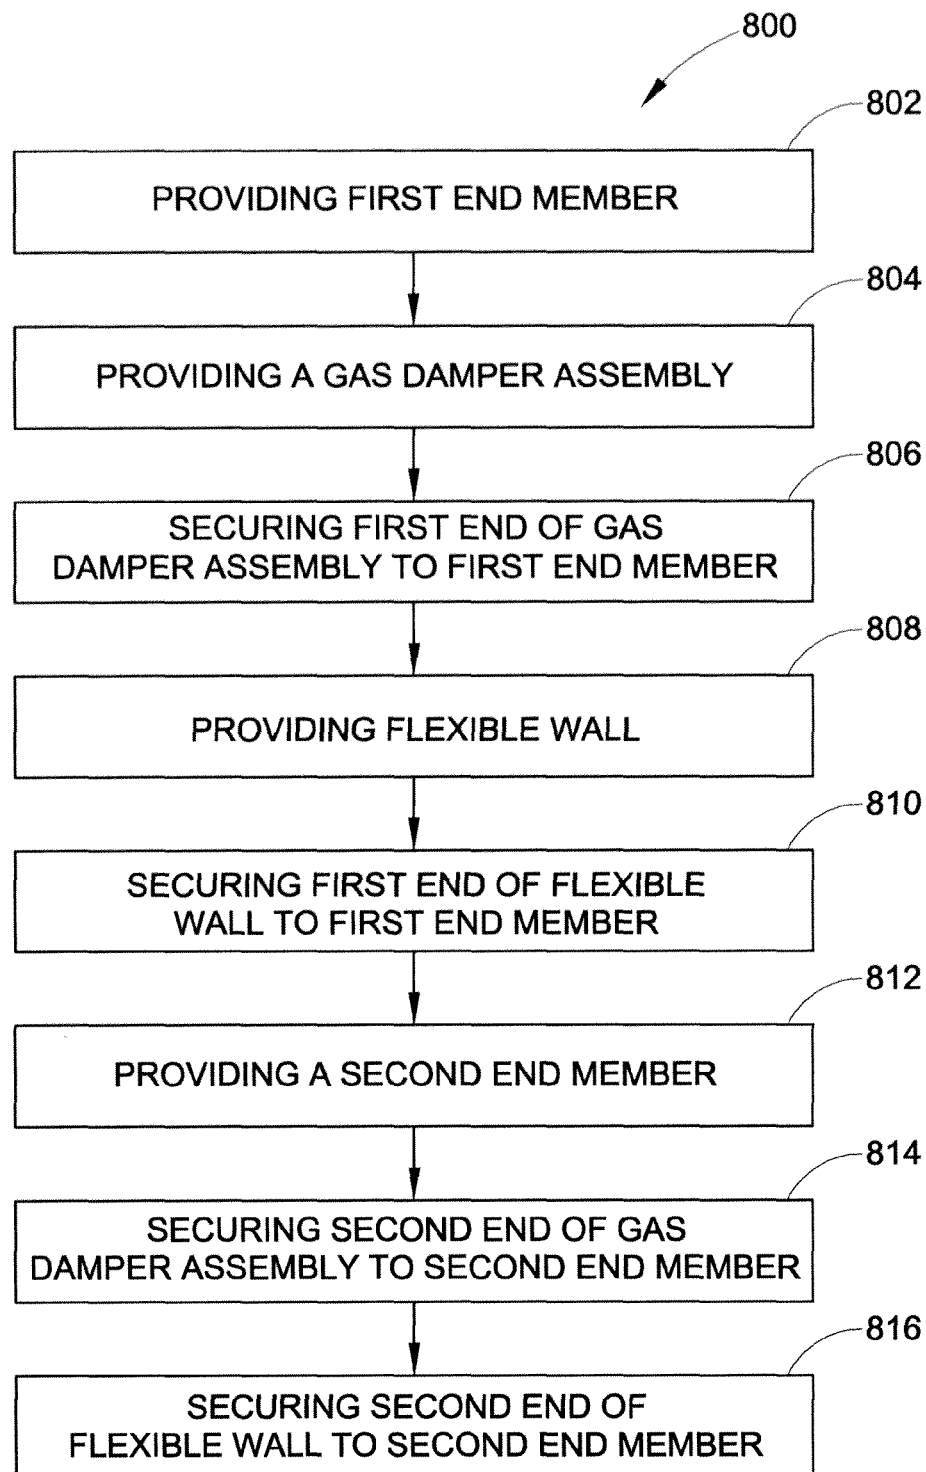 800
802
PROVIDING FIRST END MEMBER
804
PROVIDING A GAS DAMPER ASSEMBLY
806
SECURING FIRST END OF GAS
DAMPER ASSEMBLY TO FIRST END MEMBER
808
PROVIDING FLEXIBLE WALL
810
SECURING FIRST END OF FLEXIBLE
WALL TO FIRST END MEMBER
812
PROVIDING A SECOND END MEMBER
814
SECURING SECOND END OF GAS
DAMPER ASSEMBLY TO SECOND END MEMBER
816
SECURING SECOND END OF
FLEXIBLE WALL TO SECOND END MEMBER